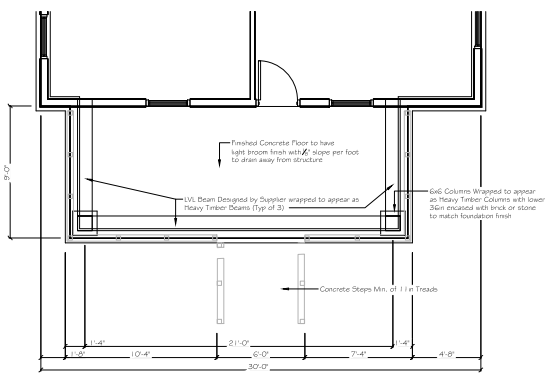 Finished Concrete Floor to have
light broom finish with ⅛" slope per foot
to drain away from structure
9'-0"
LVL Beam Designed by Supplier wrapped to appear as
Heavy Timber Beams (Typ of 3)
6x6 Columns Wrapped to appear
as Heavy Timber Columns with lower
36in encased with brick or stone
to match foundation finish
Concrete Steps Min. of 11in Treads
1'-4" 21'-0" 1'-4"
1'-8" 10'-4" 6'-0" 7'-4" 4'-8"
30'-0"